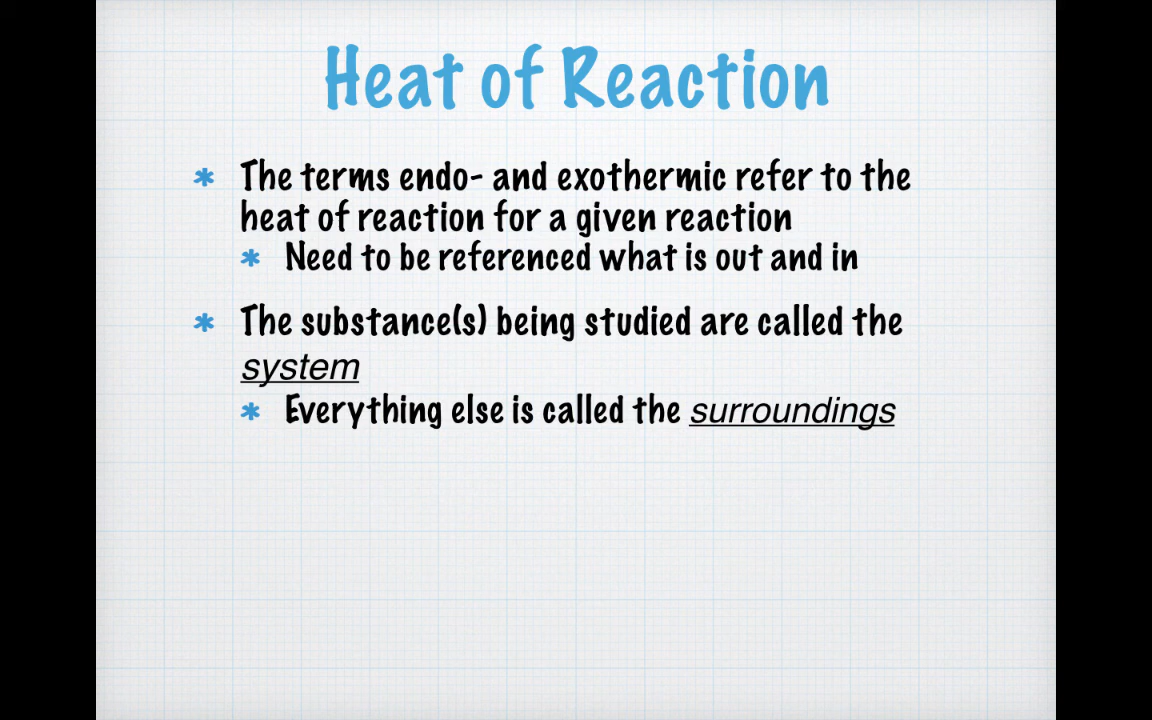 Heat of Reaction
* The terms endo- and exothermic refer to the
heat of reaction for a given reaction
* Need to be referenced what is out and in
* The substance(s) being studied are called the
system
* Everything else is called the surroundings